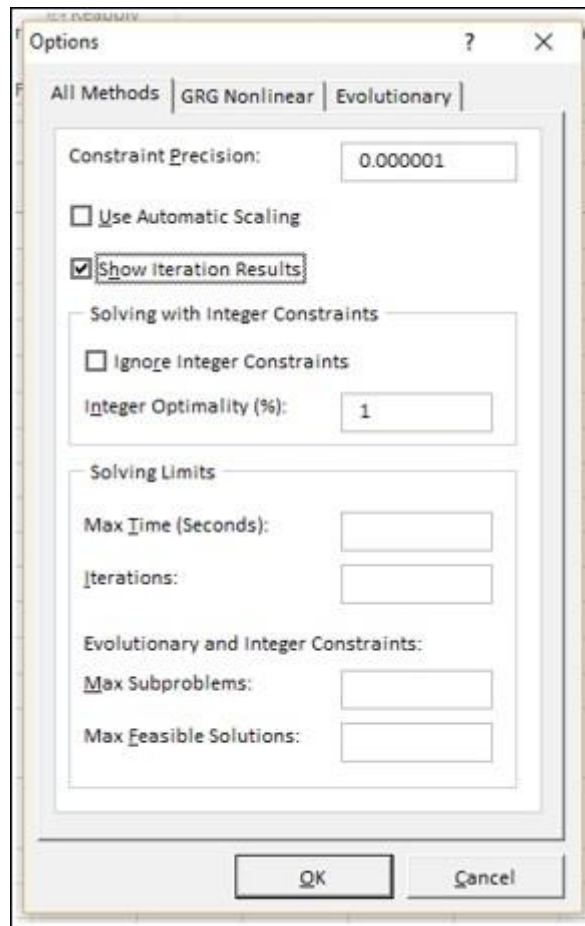 Reapply
Options ? X
All Methods GRG Nonlinear Evolutionary
Constraint Precision: 0.000001
Use Automatic Scaling
Show Iteration Results
Solving with Integer Constraints
Ignore Integer Constraints
Integer Optimality (%): 1
Solving Limits
Max Time (Seconds):
Iterations:
Evolutionary and Integer Constraints:
Max Subproblems:
Max Feasible Solutions:
OK Cancel